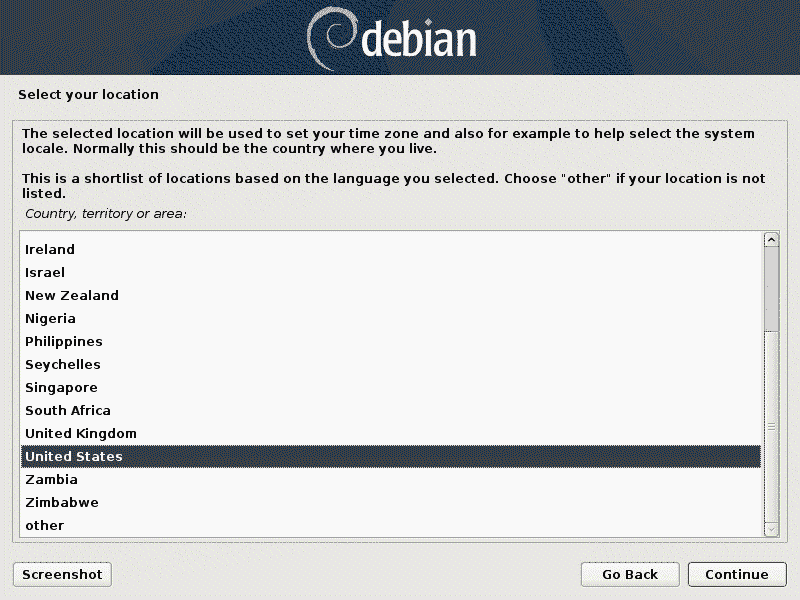 debian
Select your location
The selected location will be used to set your time zone and also for example to help select the system
locale. Normally this should be the country where you live.
This is a shortlist of locations based on the language you selected. Choose "other" if your location is not
listed.
Country, territory or area:
Ireland
Israel
New Zealand
Nigeria
Philippines
Seychelles
Singapore
South Africa
United Kingdom
United States
Zambia
Zimbabwe
other
Screenshot
Go Back
Continue